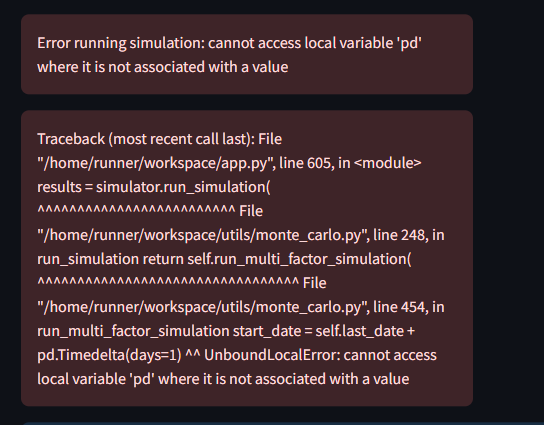 Error running simulation: cannot access local variable 'pd'
where it is not associated with a value
Traceback (most recent call last): File
"/home/runner/workspace/app.py", line 605, in <module>
results = simulator.run_simulation(
^^^^^^^^^^^^^^^^^^^^^^^^^ File
"/home/runner/workspace/utils/monte_carlo.py", line 248, in
run_simulation return self.run_multi_factor_simulation(
^^^^^^^^^^^^^^^^^^^^^^^^^^^^^^^^^ File
"/home/runner/workspace/utils/monte_carlo.py", line 454, in
run_multi_factor_simulation start_date = self.last_date +
pd.Timedelta(days=1) ^^ UnboundLocalError: cannot access
local variable 'pd' where it is not associated with a value